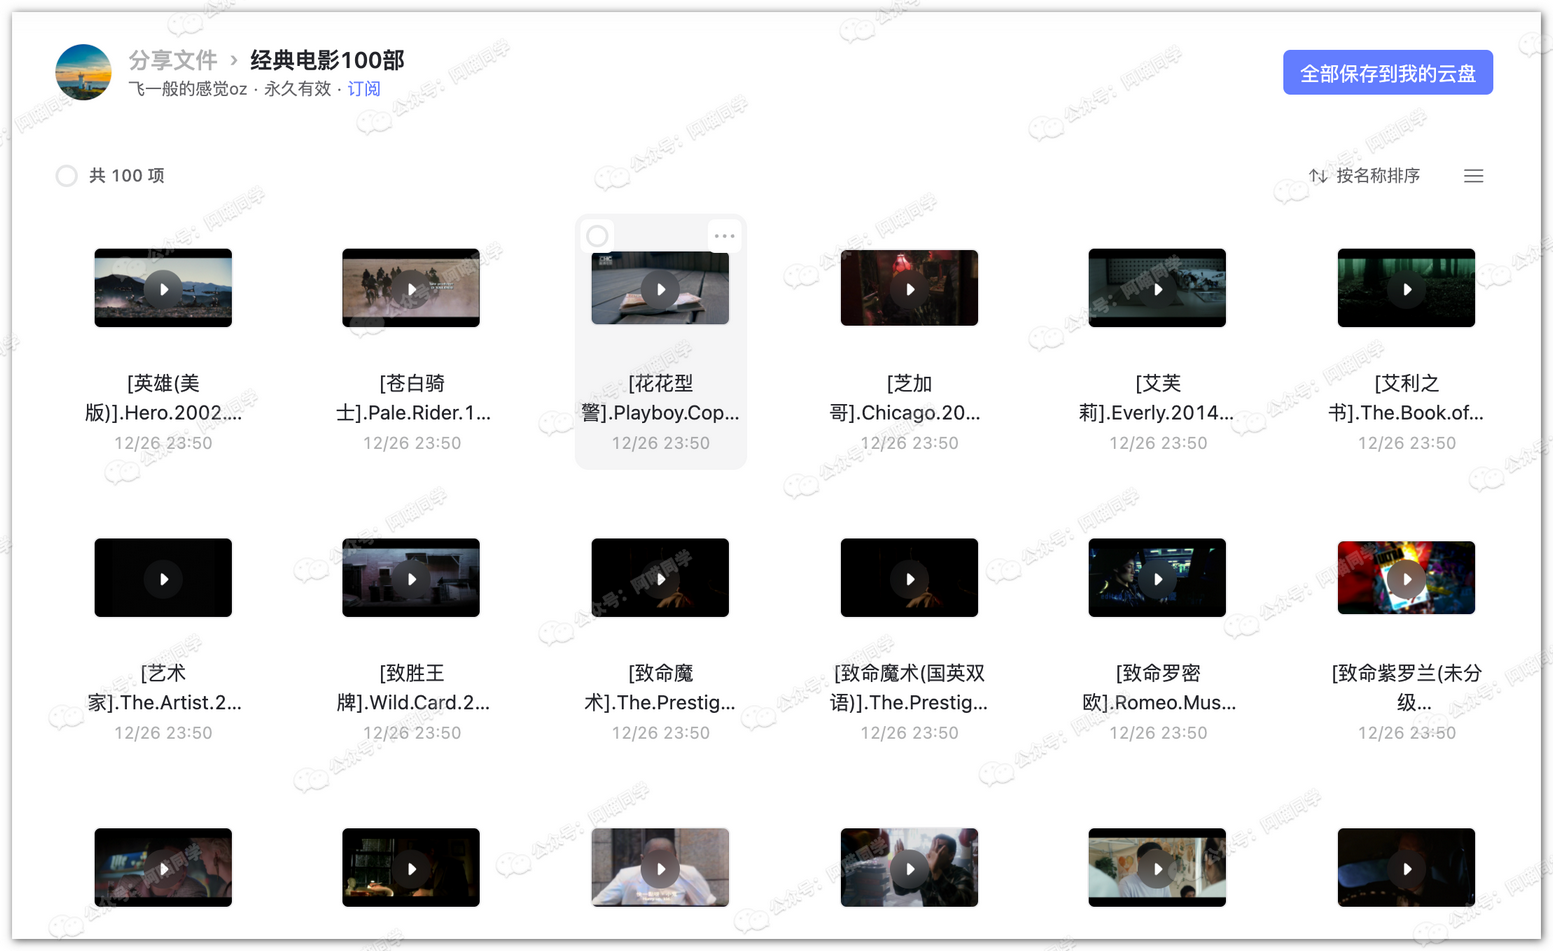 分享文件 › 经典电影100部
飞一般的感觉oz · 永久有效 · 订阅
全部保存到我的云盘
共 100 项
按名称排序
[英雄(美
版)].Hero.2002....
12/26 23:50
[苍白骑
士].Pale.Rider.1...
12/26 23:50
[花花型
警].Playboy.Cop...
12/26 23:50
[芝加
哥].Chicago.20...
12/26 23:50
[艾芙
莉].Everly.2014...
12/26 23:50
[艾利之
书].The.Book.of...
12/26 23:50
[艺术
家].The.Artist.2...
12/26 23:50
[致胜王
牌].Wild.Card.2...
12/26 23:50
[致命魔
术].The.Prestig...
12/26 23:50
[致命魔术(国英双
语)].The.Prestig...
12/26 23:50
[致命罗密
欧].Romeo.Mus...
12/26 23:50
[致命紫罗兰(未分
级...
12/26 23:50
公众号：阿喵同学